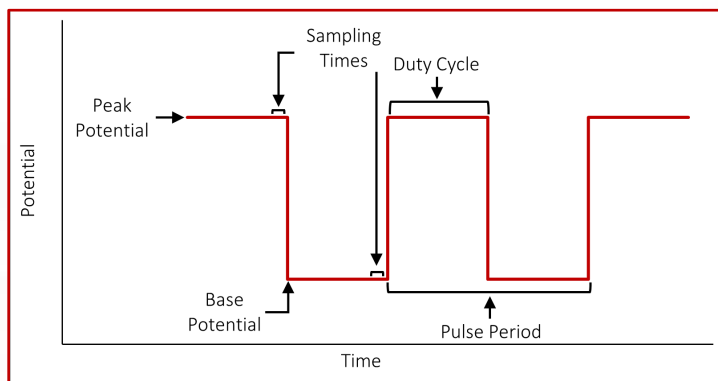 Sampling
Times
Duty Cycle
Peak
Potential
Potential
Base
Potential
Pulse Period
Time